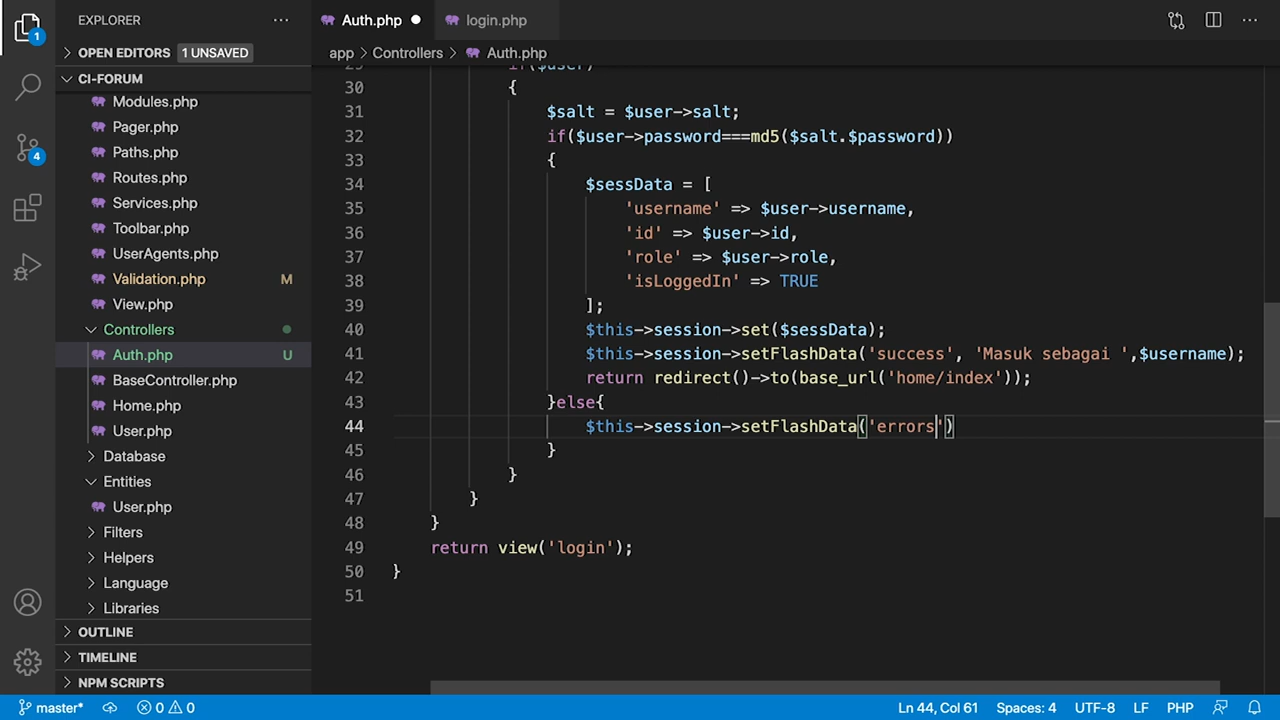 EXPLORER
Auth.php
login.php
OPEN EDITORS 1 UNSAVED
app > Controllers > Auth.php
CI-FORUM
Modules.php
Pager.php
Paths.php
Routes.php
Services.php
Toolbar.php
UserAgents.php
Validation.php M
View.php
Controllers
Auth.php U
BaseController.php
Home.php
User.php
Database
Entities
User.php
Filters
Helpers
Language
Libraries
OUTLINE
TIMELINE
NPM SCRIPTS
1
4
29 if($user)
30 {
31 $salt = $user->salt;
32 if($user->password===md5($salt.$password))
33 {
34 $sessData = [
35 'username' => $user->username,
36 'id' => $user->id,
37 'role' => $user->role,
38 'isLoggedIn' => TRUE
39 ];
40 $this->session->set($sessData);
41 $this->session->setFlashData('success', 'Masuk sebagai ',$username);
42 return redirect()->to(base_url('home/index'));
43 }else{
44 $this->session->setFlashData('errors')
45 }
46 }
47 }
48 }
49 return view('login');
50 }
51
master* 0 0 Ln 44, Col 61 Spaces: 4 UTF-8 LF PHP